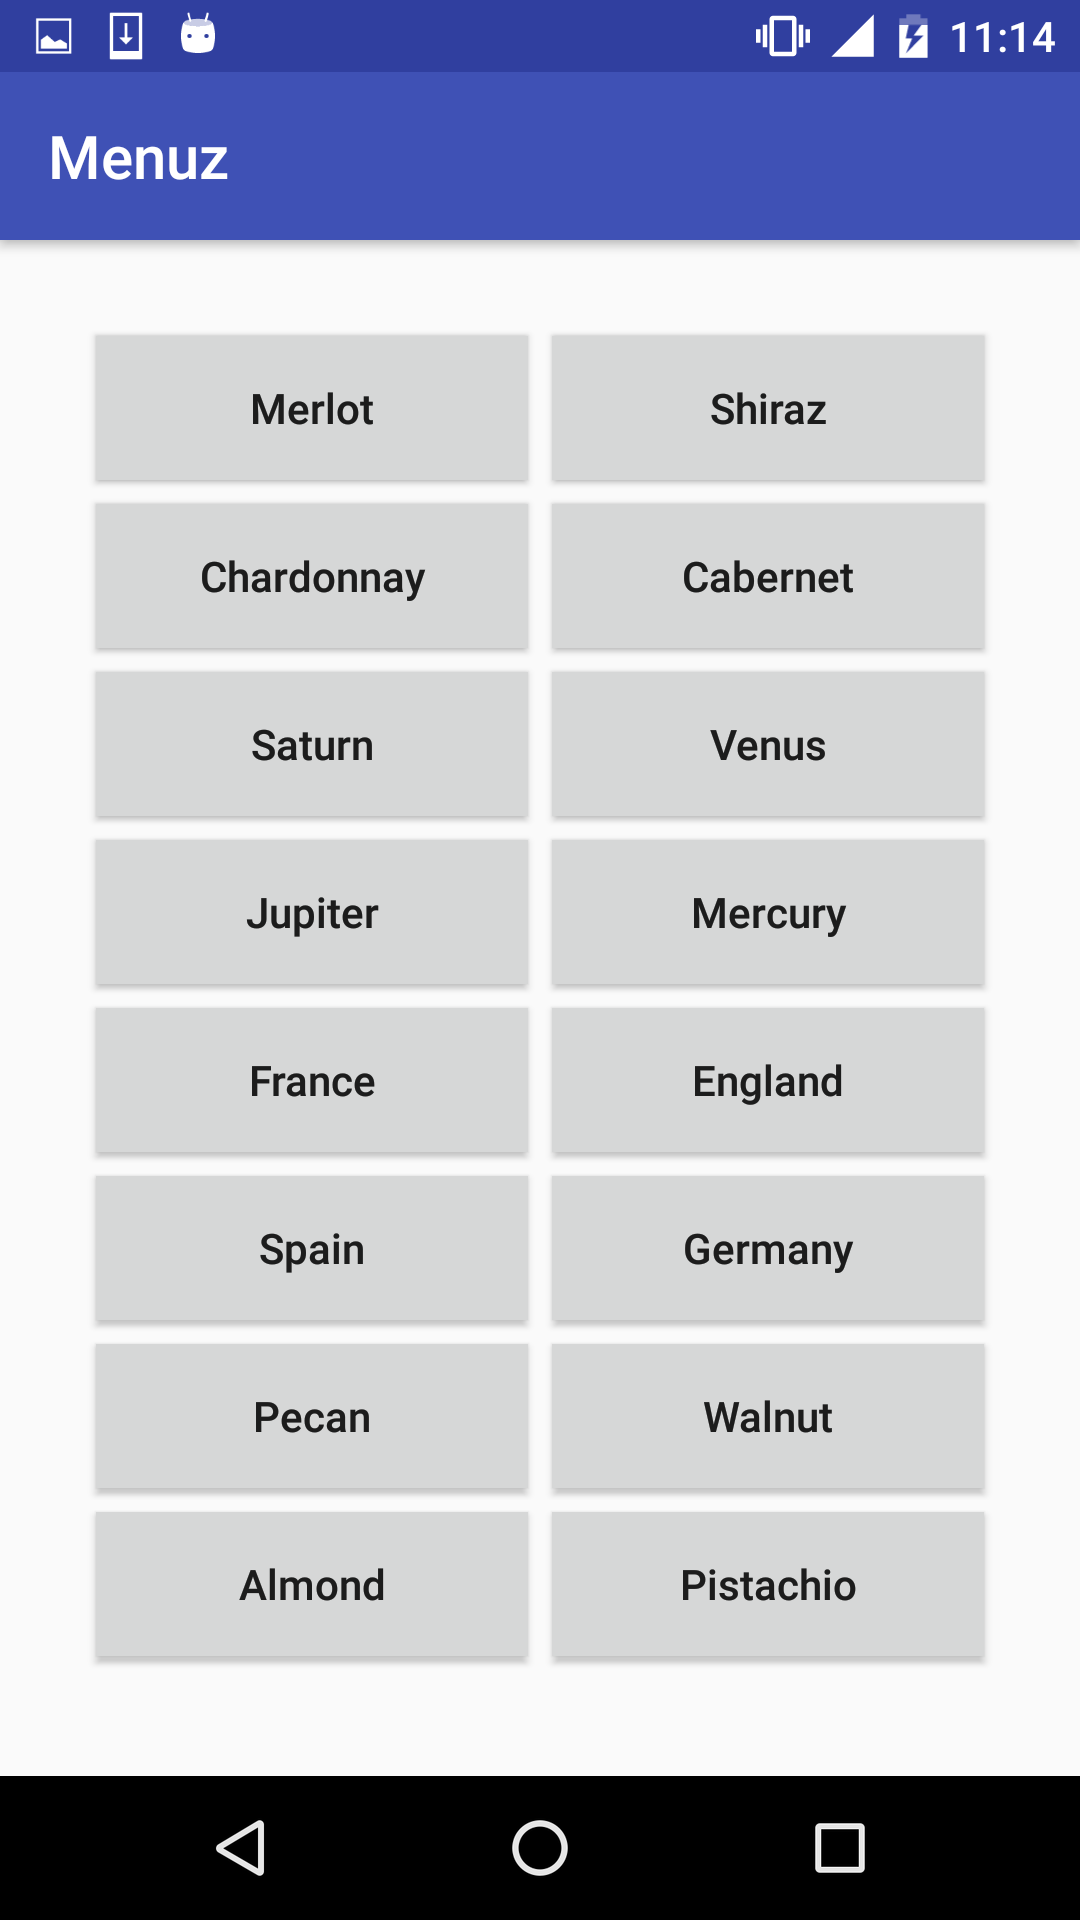 11:14
Menuz
Merlot Shiraz
Chardonnay Cabernet
Saturn Venus
Jupiter Mercury
France England
Spain Germany
Pecan Walnut
Almond Pistachio